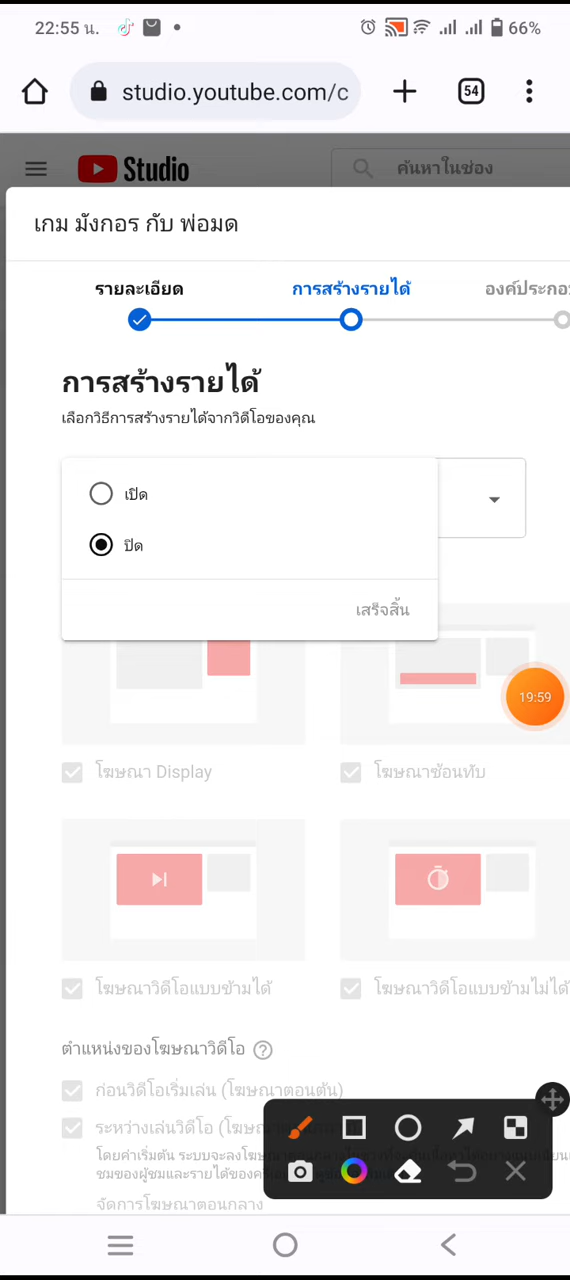 22:55 น.
66%
studio.youtube.com/c
54
Studio
ค้นหาในช่อง
เกม มังกอร กับ พ่อมด
รายละเอียด
การสร้างรายได้
องค์ประกอ
การสร้างรายได้
เลือกวิธีการสร้างรายได้จากวิดีโอของคุณ
เปิด
ปิด
เสร็จสิ้น
19:59
โฆษณา Display
โฆษณาซ้อนทับ
โฆษณาวิดีโอแบบข้ามได้
โฆษณาวิดีโอแบบข้ามไม่ได้
ตำแหน่งของโฆษณาวิดีโอ
ก่อนวิดีโอเริ่มเล่น (โฆษณาตอนต้น)
ระหว่างเล่นวิดีโอ (โฆษณา
โดยค่าเริ่มต้น ระบบจะลงโฆษณา
ชมของผู้ชมและรายได้ของ
จัดการโฆษณาตอนกลาง